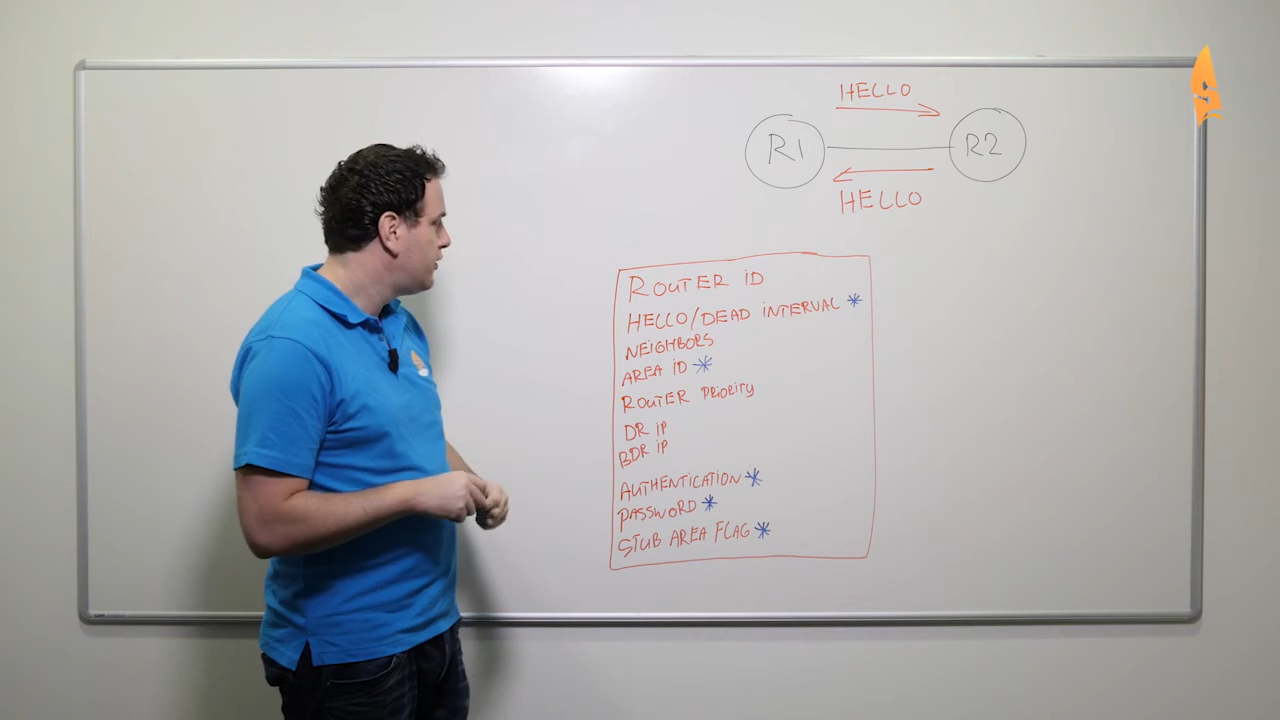 HELLO
R1
R2
HELLO
ROUTER iD
HELLO/DEAD iNTERVAL *
NEiGHBORS
AREA iD *
ROUTER PRiORiTy
DR iP
BDR iP
AUTHENTiCATiON *
PASSWORD *
STUB AREA FLAG *